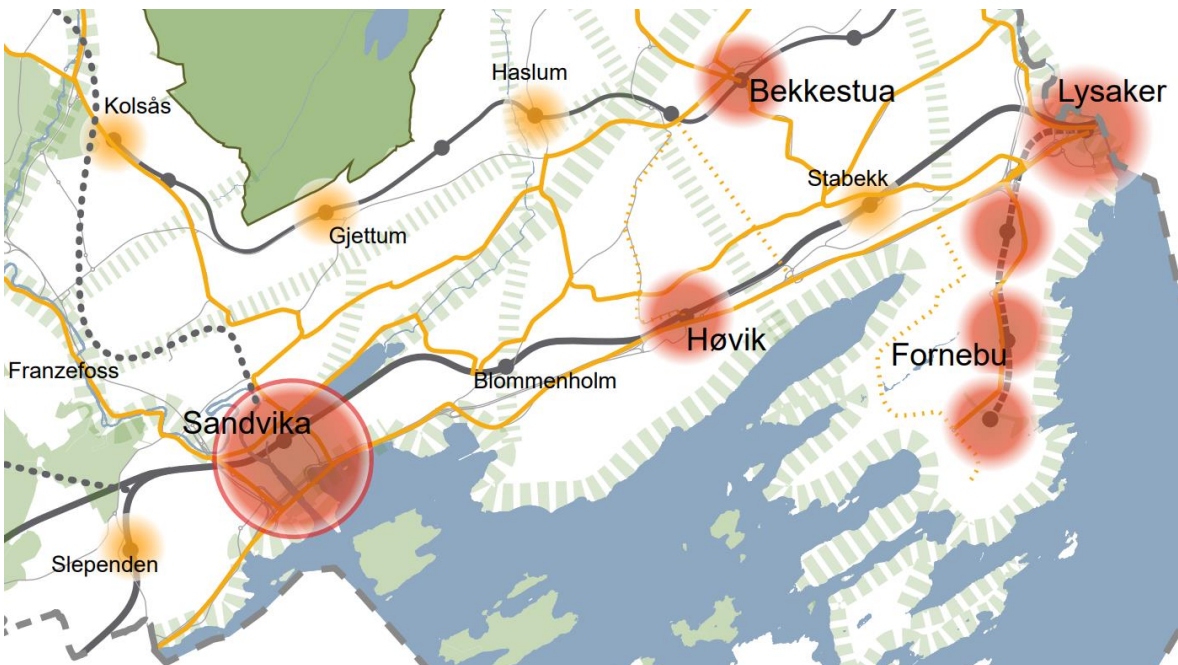 Haslum
Bekkestua
Lysaker
Kolsås
Stabekk
Gjettum
Høvik
Fornebu
Franzefoss
Blommenholm
Sandvika
Slependen